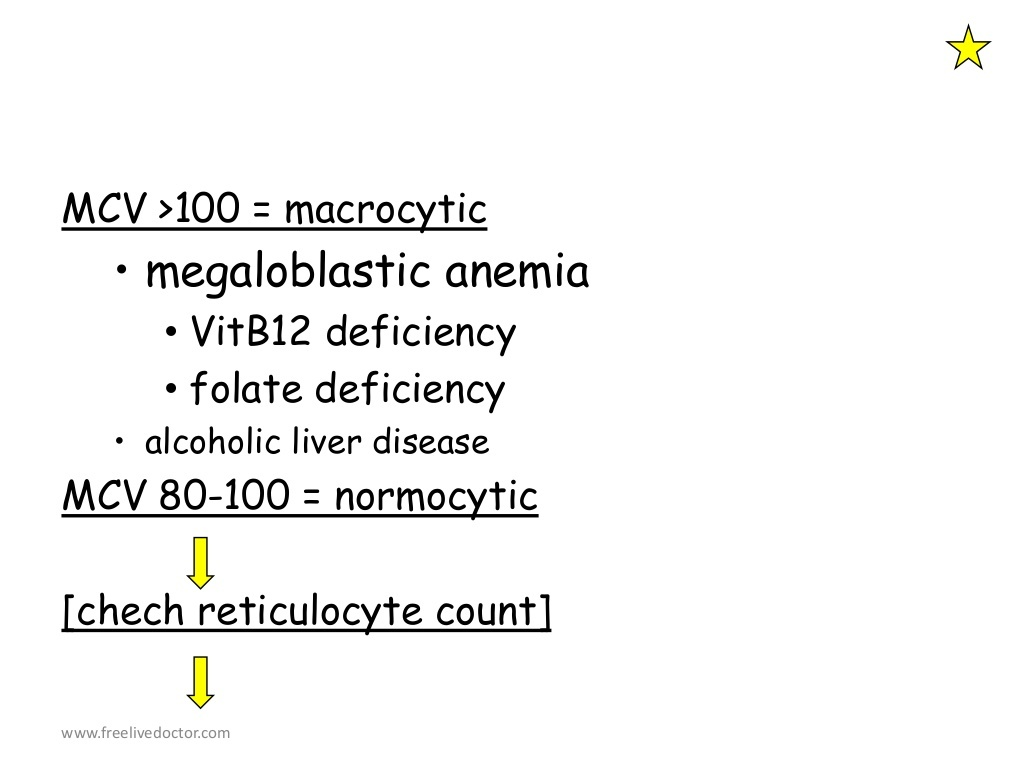 MCV >100 = macrocytic
• megaloblastic anemia
• VitB12 deficiency
• folate deficiency
• alcoholic liver disease
MCV 80-100 = normocytic
[chech reticulocyte count]
www.freelivedoctor.com